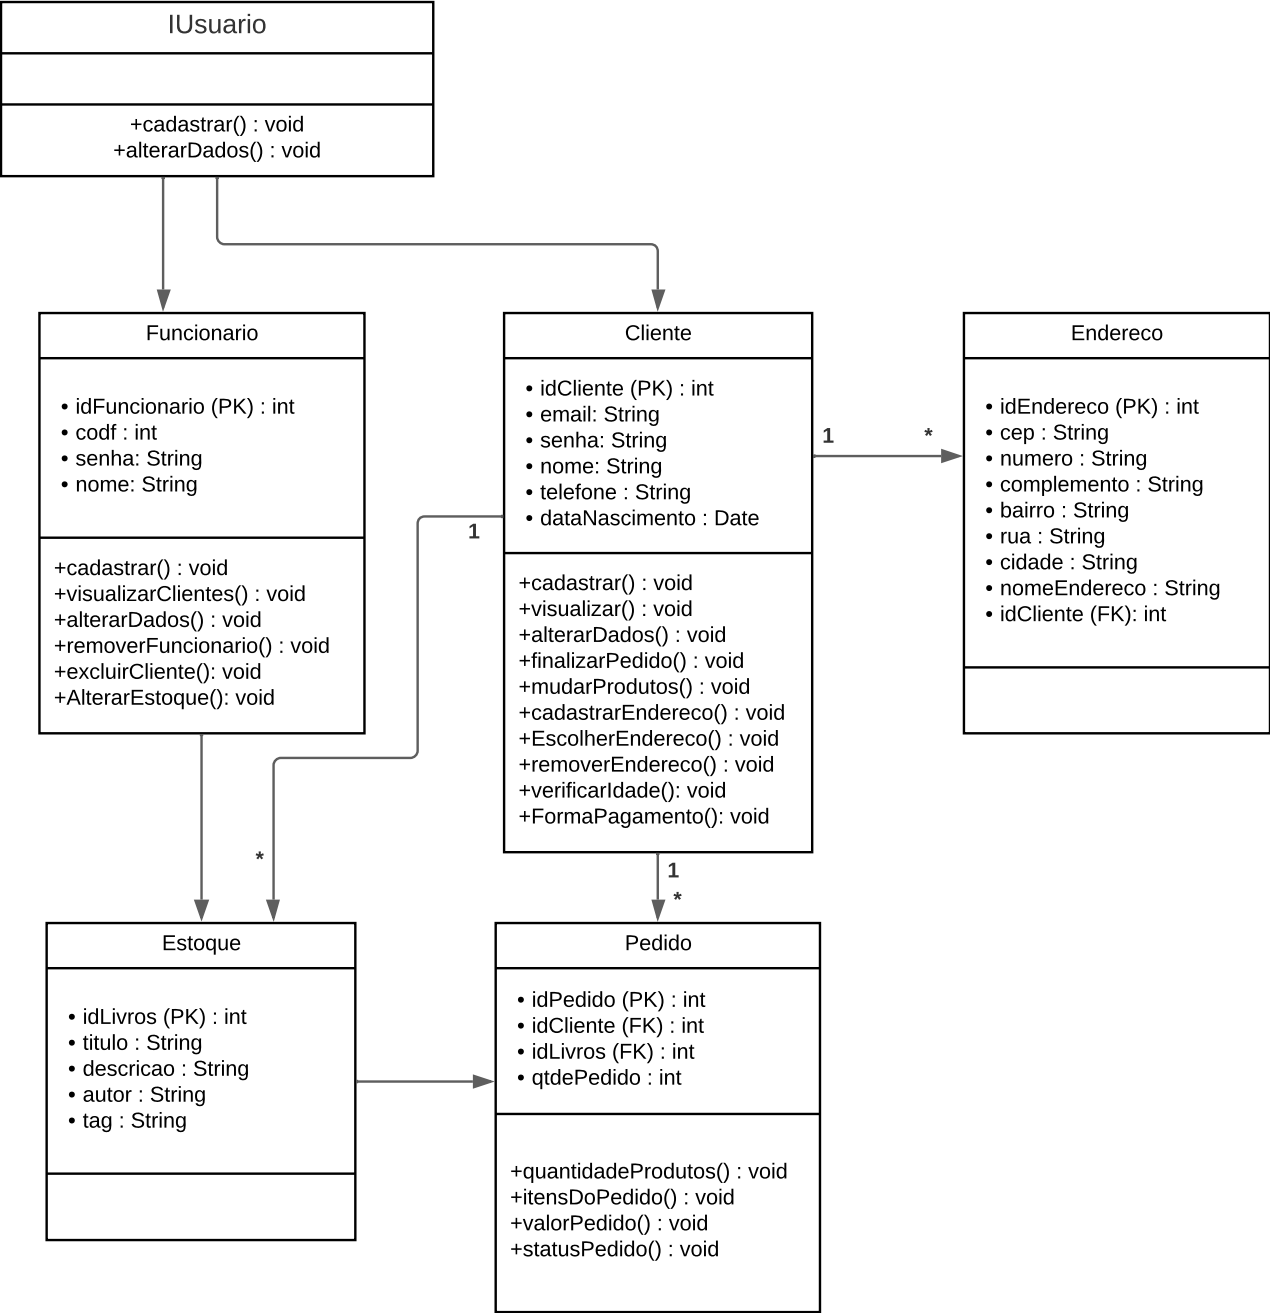 IUsuario
+cadastrar() : void
+alterarDados() : void
Funcionario
• idFuncionario (PK) : int
• codf : int
• senha: String
• nome: String
+cadastrar() : void
+visualizarClientes() : void
+alterarDados() : void
+removerFuncionario() : void
+excluirCliente(): void
+AlterarEstoque(): void
Cliente
• idCliente (PK) : int
• email: String
• senha: String
• nome: String
• telefone : String
• dataNascimento : Date
+cadastrar() : void
+visualizar() : void
+alterarDados() : void
+finalizarPedido() : void
+mudarProdutos() : void
+cadastrarEndereco() : void
+EscolherEndereco() : void
+removerEndereco() : void
+verificarIdade(): void
+FormaPagamento(): void
1
*
Endereco
• idEndereco (PK) : int
• cep : String
• numero : String
• complemento : String
• bairro : String
• rua : String
• cidade : String
• nomeEndereco : String
• idCliente (FK): int
1
*
1
*
Estoque
• idLivros (PK) : int
• titulo : String
• descricao : String
• autor : String
• tag : String
Pedido
• idPedido (PK) : int
• idCliente (FK) : int
• idLivros (FK) : int
• qtdePedido : int
+quantidadeProdutos() : void
+itensDoPedido() : void
+valorPedido() : void
+statusPedido() : void